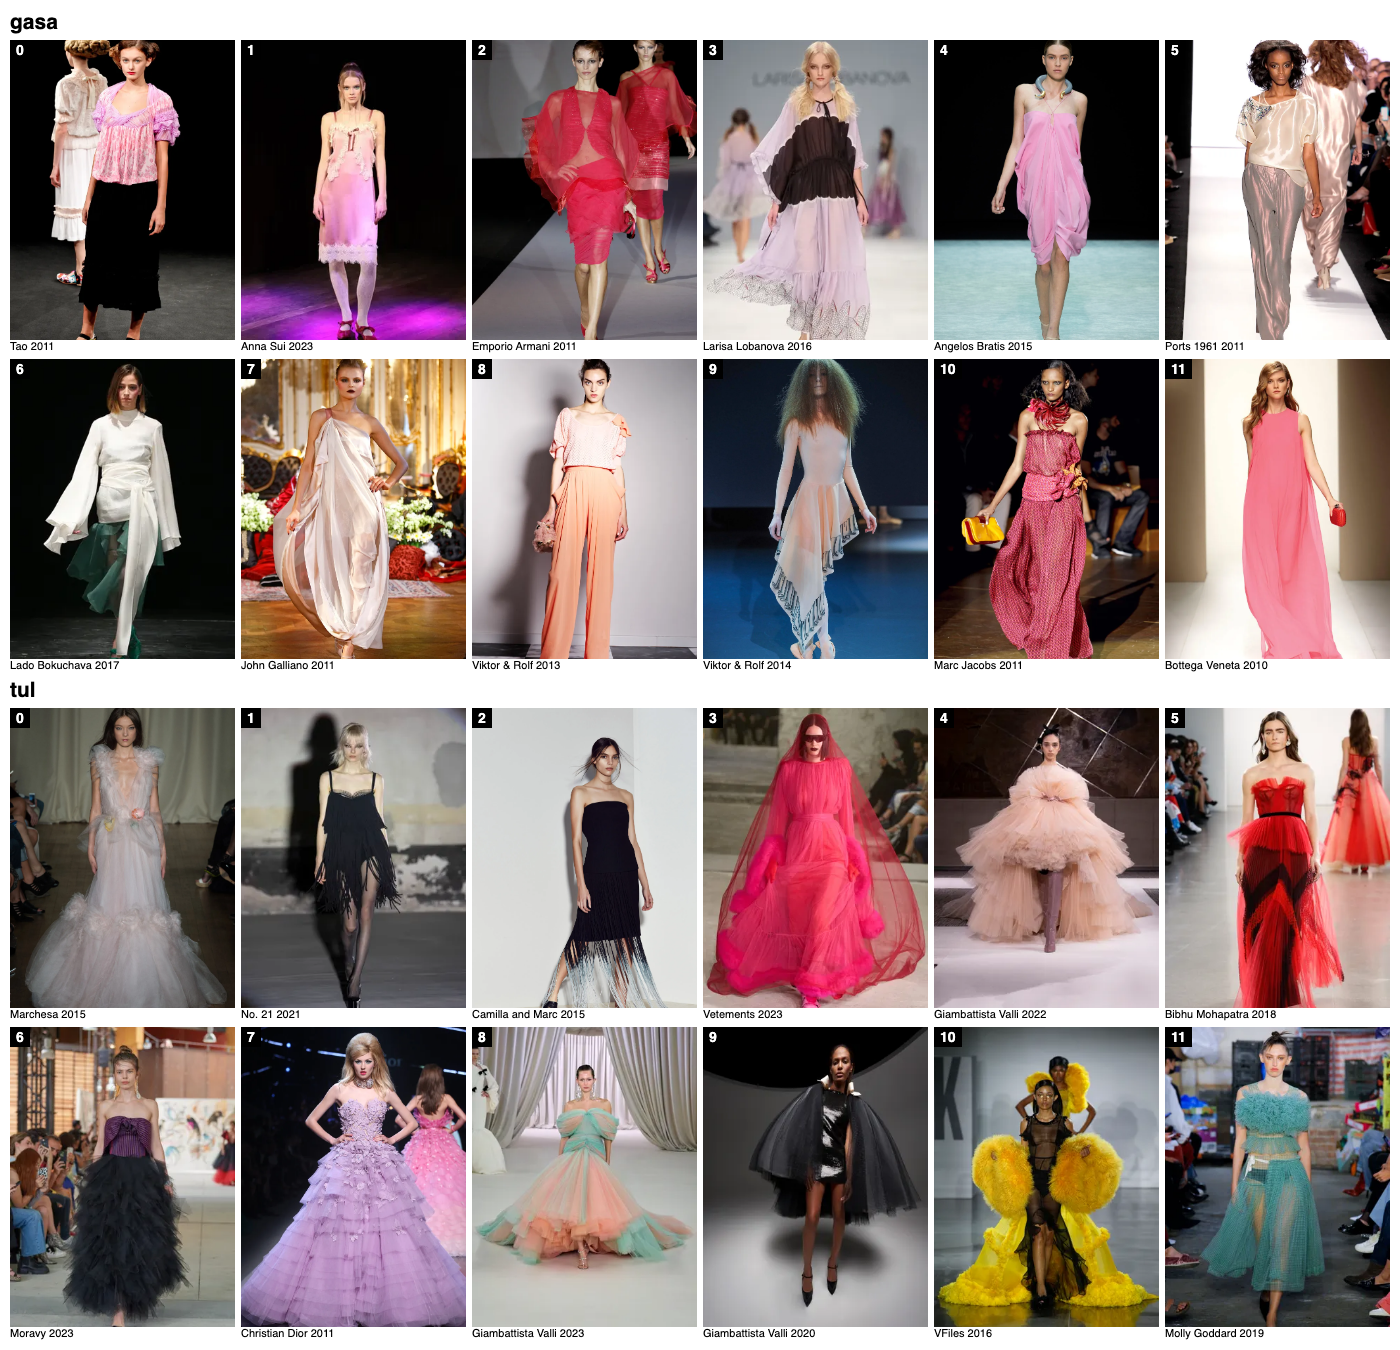 gasa
0
1
2
3
4
5
LARISA LOBANOVA
Tao 2011
Anna Sui 2023
Emporio Armani 2011
Larisa Lobanova 2016
Angelos Bratis 2015
Ports 1961 2011
6
7
8
9
10
11
Lado Bokuchava 2017
John Galliano 2011
Viktor & Rolf 2013
Viktor & Rolf 2014
Marc Jacobs 2011
Bottega Veneta 2010
tul
0
1
2
3
4
5
Marchesa 2015
No. 21 2021
Camilla and Marc 2015
Vetements 2023
Giambattista Valli 2022
Bibhu Mohapatra 2018
6
7
8
9
10
11
Moravy 2023
Christian Dior 2011
Giambattista Valli 2023
Giambattista Valli 2020
VFiles 2016
Molly Goddard 2019